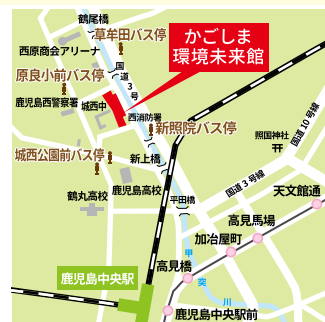 鶴尾橋
草牟田バス停
かごしま
環境未来館
西原商会アリーナ
国道3号
国道10号線
原良小前バス停
鹿児島西警察署
城西中
西消防署
新照院バス停
照国神社
城西公園前バス停
新上橋
鹿児島高校
国道3号線
鶴丸高校
平田橋
天文館通
高見馬場
加治屋町
甲突川
高見橋
鹿児島中央駅
鹿児島中央駅前